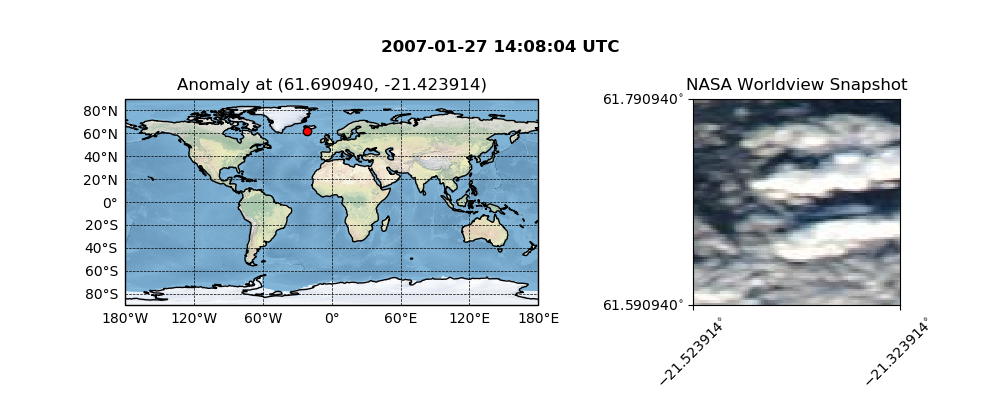 2007-01-27 14:08:04 UTC
Anomaly at (61.690940, -21.423914)
80°N
60°N
40°N
20°N
0°
20°S
40°S
60°S
80°S
180°W 120°W 60°W 0° 60°E 120°E 180°E
NASA Worldview Snapshot
61.790940°
61.590940°
−21.523914°
−21.323914°